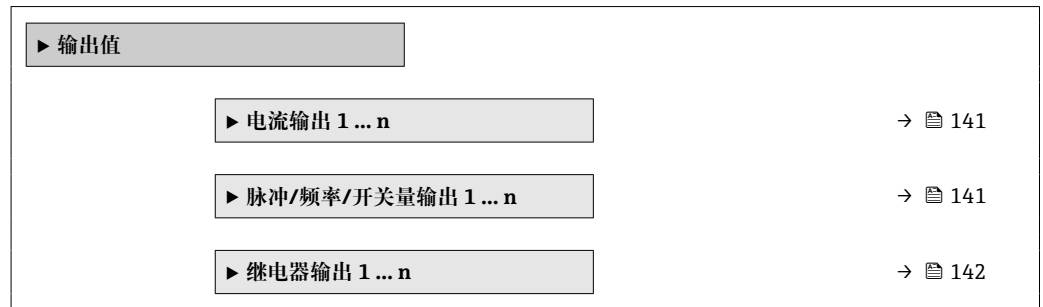 ▶ 输出值
▶ 电流输出 1 ... n → 🖺 141
▶ 脉冲/频率/开关量输出 1 ... n → 🖺 141
▶ 继电器输出 1 ... n → 🖺 142